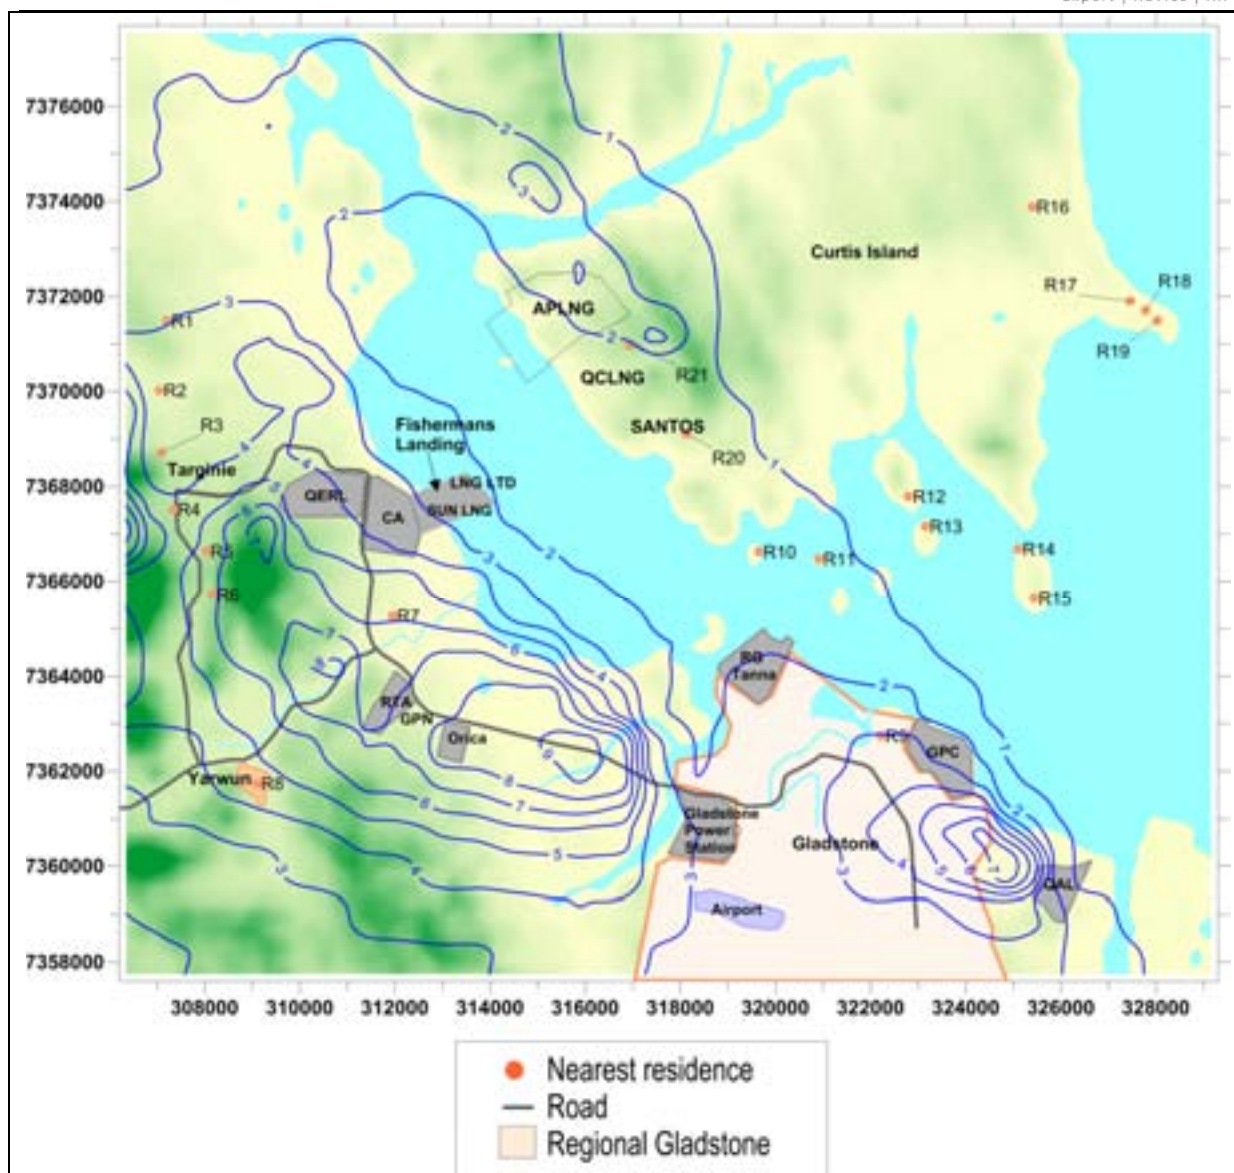 7376000
7374000
7372000
7370000
7368000
7366000
7364000
7362000
7360000
7358000
308000 310000 312000 314000 316000 318000 320000 322000 324000 326000 328000
R16
Curtis Island
R17
R18
R19
APLNG
R1
QCLNG
R21
R2
R3
Fishermans
Landing
SANTOS
R20
Targinie
QERL
LNG LTD
SUN LNG
CA
R4
R12
R13
R5
R10
R11
R14
R6
R15
R7
Tanna
RTA
GPN
Orica
GPC
Yarwun
R8
Gladstone
Power
Station
Gladstone
QAL
Airport
Nearest residence
Road
Regional Gladstone